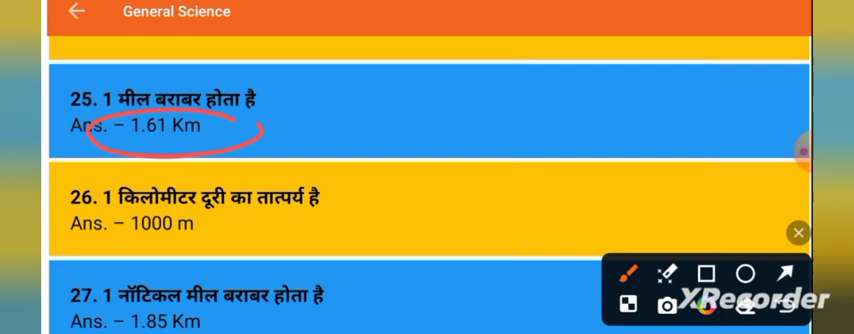 General Science
25. 1 मील बराबर होता है
Ans. – 1.61 Km
26. 1 किलोमीटर दूरी का तात्पर्य है
Ans. – 1000 m
27. 1 नॉटिकल मील बराबर होता है
Ans. – 1.85 Km
XRecorder